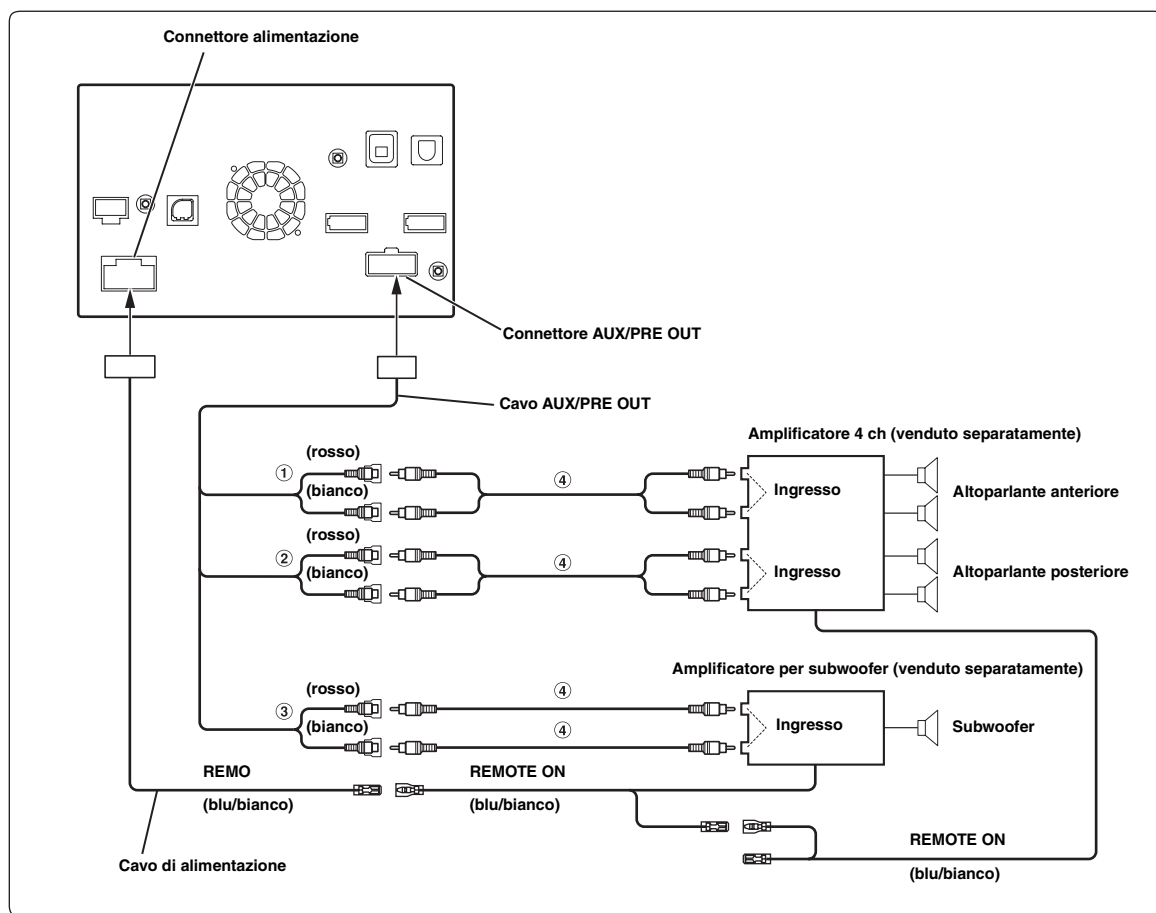 Connettore alimentazione
Connettore AUX/PRE OUT
Cavo AUX/PRE OUT
Amplificatore 4 ch (venduto separatamente)
(rosso)
①
(bianco)
④
Ingresso
Altoparlante anteriore
(rosso)
②
(bianco)
④
Ingresso
Altoparlante posteriore
Amplificatore per subwoofer (venduto separatamente)
(rosso)
③
(bianco)
④
④
Ingresso
Subwoofer
REMO
(blu/bianco)
REMOTE ON
(blu/bianco)
REMOTE ON
(blu/bianco)
Cavo di alimentazione